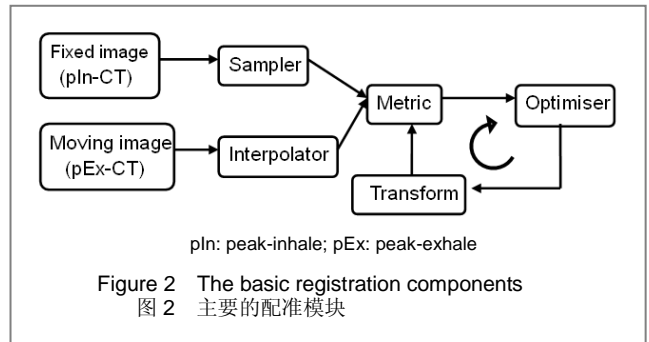 Fixed image
(pIn-CT)
Sampler
Metric
Optimiser
Moving image
(pEx-CT)
Interpolator
Transform
pIn: peak-inhale; pEx: peak-exhale
Figure 2 The basic registration components
图 2 主要的配准模块